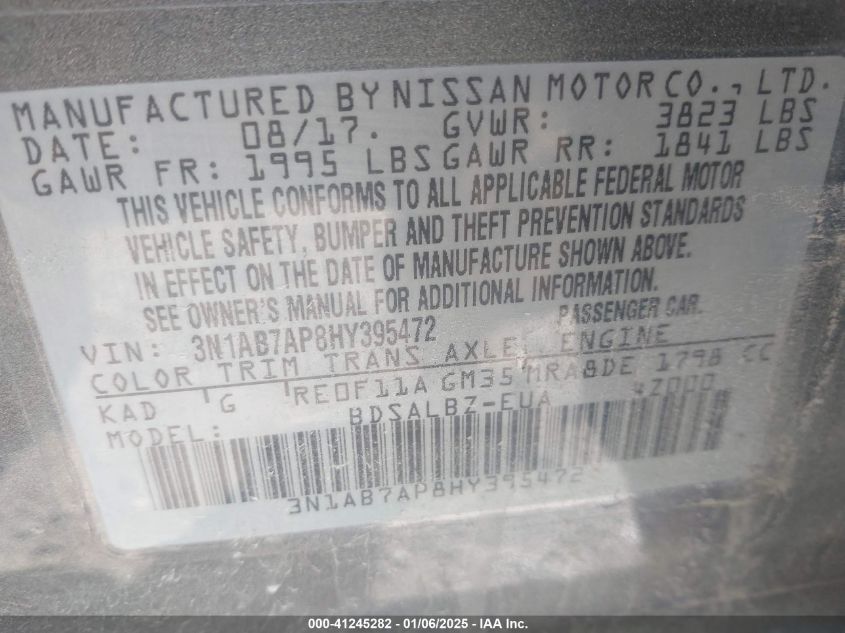 MANUFACTURED BY NISSAN MOTOR CO., LTD.
DATE: 08/17. GVWR: 3823 LBS
GAWR FR: 1995 LBS GAWR RR: 1841 LBS
THIS VEHICLE CONFORMS TO ALL APPLICABLE FEDERAL MOTOR
VEHICLE SAFETY, BUMPER AND THEFT PREVENTION STANDARDS
IN EFFECT ON THE DATE OF MANUFACTURE SHOWN ABOVE.
SEE OWNER'S MANUAL FOR ADDITIONAL INFORMATION.
VIN: 3N1AB7AP8HY395472 PASSENGER CAR.
COLOR TRIM TRANS AXLE ENGINE
KAD G RE0F11A GM35 MRA8DE 1798 CC
MODEL: BDSALBZ-EUA 4Z000
3N1AB7AP8HY395472
000-41245282 - 01/06/2025 - IAA Inc.